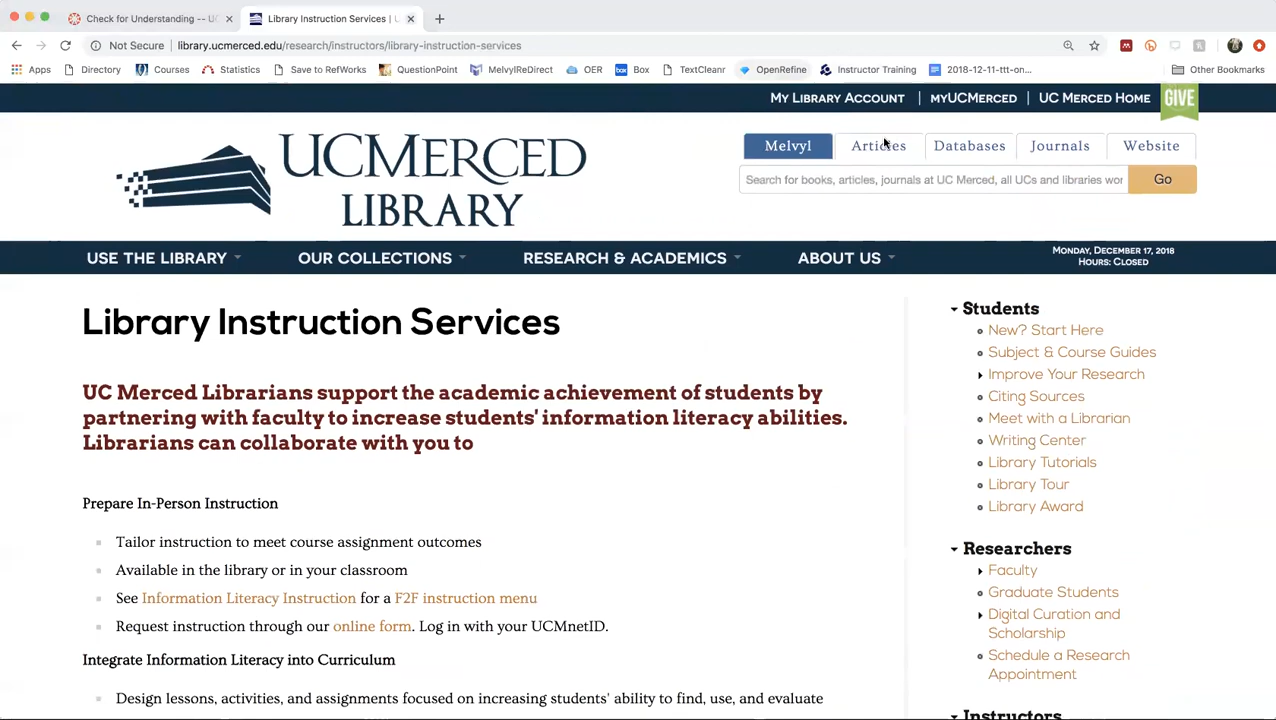 Check for Understanding -- UC
Library Instruction Services |
Not Secure | library.ucmerced.edu/research/instructors/library-instruction-services
Apps Directory Courses Statistics Save to RefWorks QuestionPoint MelvylReDirect OER Box TextCleanr OpenRefine Instructor Training 2018-12-11-ttt-on... Other Bookmarks
MY LIBRARY ACCOUNT | MYUCMERCED | UC MERCED HOME GIVE
UCMERCED
LIBRARY
Melvyl Articles Databases Journals Website
Search for books, articles, journals at UC Merced, all UCs and libraries wor Go
USE THE LIBRARY OUR COLLECTIONS RESEARCH & ACADEMICS ABOUT US
MONDAY, DECEMBER 17, 2018
HOURS: CLOSED
Library Instruction Services
UC Merced Librarians support the academic achievement of students by
partnering with faculty to increase students' information literacy abilities.
Librarians can collaborate with you to
Prepare In-Person Instruction
Tailor instruction to meet course assignment outcomes
Available in the library or in your classroom
See Information Literacy Instruction for a F2F instruction menu
Request instruction through our online form. Log in with your UCMnetID.
Integrate Information Literacy into Curriculum
Design lessons, activities, and assignments focused on increasing students' ability to find, use, and evaluate
Students
New? Start Here
Subject & Course Guides
Improve Your Research
Citing Sources
Meet with a Librarian
Writing Center
Library Tutorials
Library Tour
Library Award
Researchers
Faculty
Graduate Students
Digital Curation and
Scholarship
Schedule a Research
Appointment
Instructors